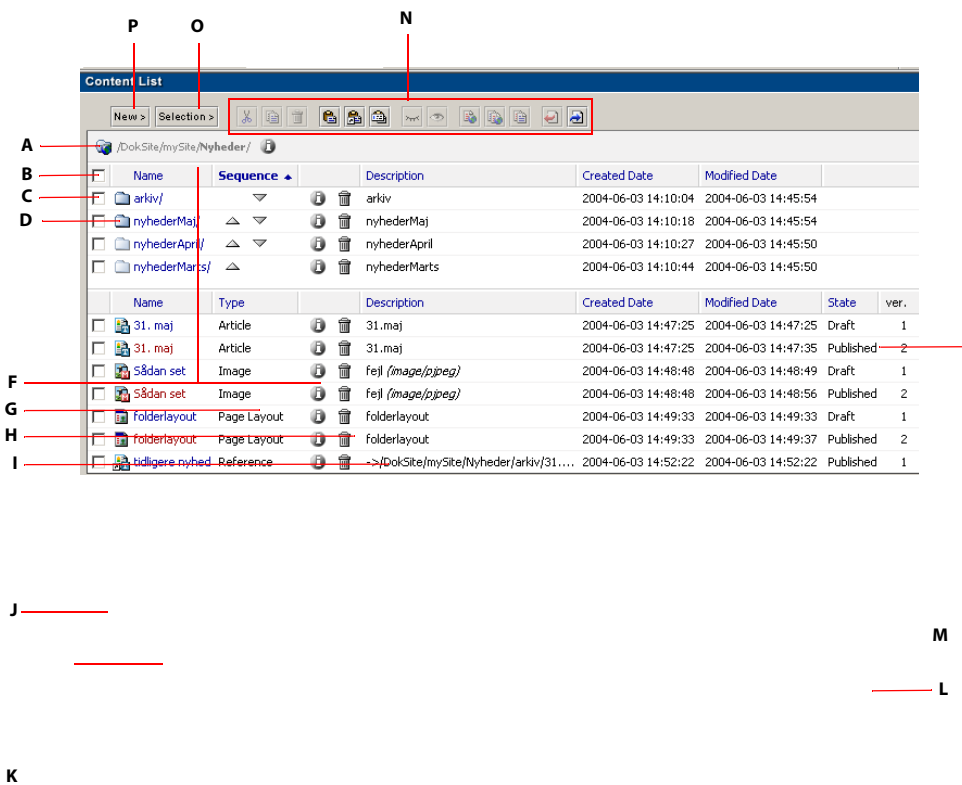 P O N
Content List
New > Selection >
A /DokSite/mySite/Nyheder/
B Name Sequence Description Created Date Modified Date
C arkiv/ arkiv 2004-06-03 14:10:04 2004-06-03 14:45:54
D nyhederMaj/ nyhederMaj 2004-06-03 14:10:18 2004-06-03 14:45:54
nyhederApril/ nyhederApril 2004-06-03 14:10:27 2004-06-03 14:45:50
nyhederMarts/ nyhederMarts 2004-06-03 14:10:44 2004-06-03 14:45:50
Name Type Description Created Date Modified Date State ver.
31. maj Article 31.maj 2004-06-03 14:47:25 2004-06-03 14:47:25 Draft 1
31. maj Article 31.maj 2004-06-03 14:47:25 2004-06-03 14:47:35 Published 2
Sådan set Image fejl (image/pjpeg) 2004-06-03 14:48:48 2004-06-03 14:48:49 Draft 1
F Sådan set Image fejl (image/pjpeg) 2004-06-03 14:48:48 2004-06-03 14:48:56 Published 2
G folderlayout Page Layout folderlayout 2004-06-03 14:49:33 2004-06-03 14:49:33 Draft 1
H folderlayout Page Layout folderlayout 2004-06-03 14:49:33 2004-06-03 14:49:37 Published 2
I tidligere nyhed Reference ->/DokSite/mySite/Nyheder/arkiv/31.... 2004-06-03 14:52:22 2004-06-03 14:52:22 Published 1
J
M
L
K